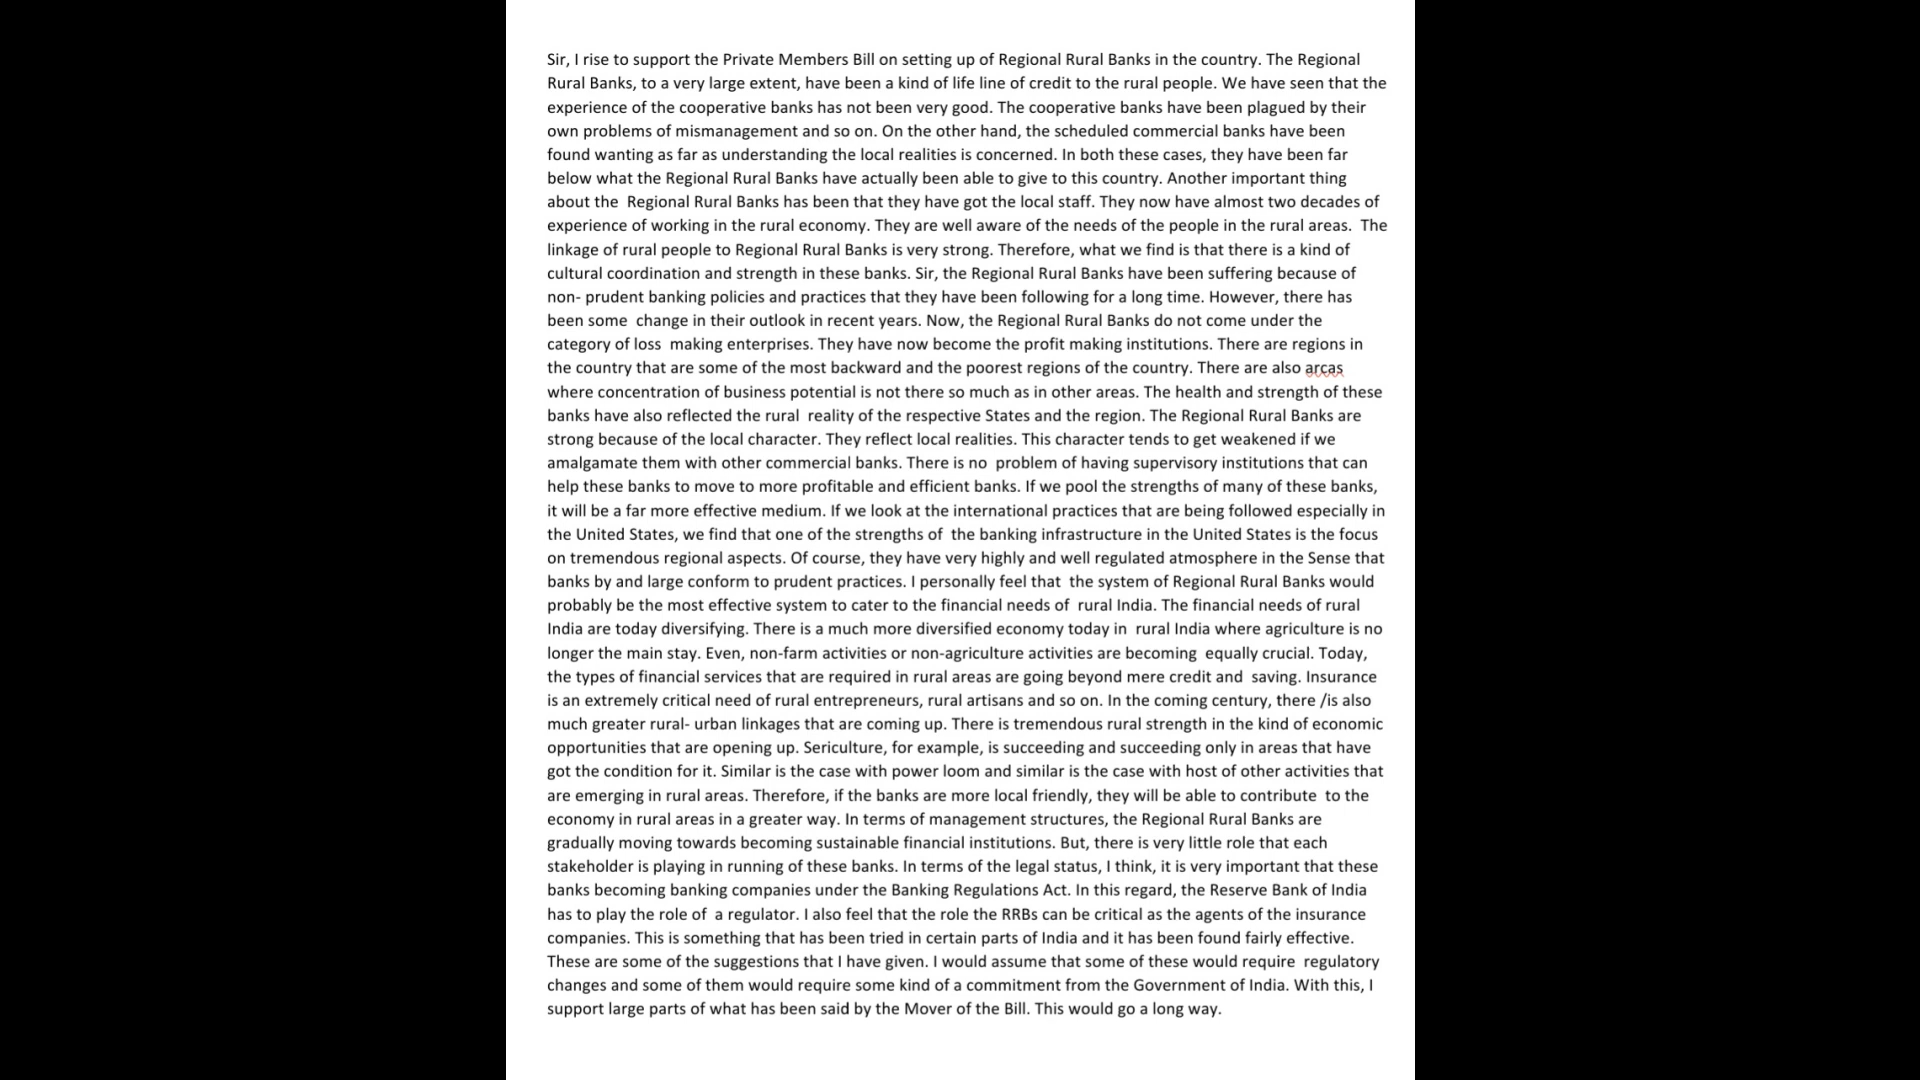 Sir, I rise to support the Private Members Bill on setting up of Regional Rural Banks in the country. The Regional
Rural Banks, to a very large extent, have been a kind of life line of credit to the rural people. We have seen that the
experience of the cooperative banks has not been very good. The cooperative banks have been plagued by their
own problems of mismanagement and so on. On the other hand, the scheduled commercial banks have been
found wanting as far as understanding the local realities is concerned. In both these cases, they have been far
below what the Regional Rural Banks have actually been able to give to this country. Another important thing
about the  Regional Rural Banks has been that they have got the local staff. They now have almost two decades of
experience of working in the rural economy. They are well aware of the needs of the people in the rural areas.  The
linkage of rural people to Regional Rural Banks is very strong. Therefore, what we find is that there is a kind of
cultural coordination and strength in these banks. Sir, the Regional Rural Banks have been suffering because of
non- prudent banking policies and practices that they have been following for a long time. However, there has
been some  change in their outlook in recent years. Now, the Regional Rural Banks do not come under the
category of loss  making enterprises. They have now become the profit making institutions. There are regions in
the country that are some of the most backward and the poorest regions of the country. There are also arcas
where concentration of business potential is not there so much as in other areas. The health and strength of these
banks have also reflected the rural  reality of the respective States and the region. The Regional Rural Banks are
strong because of the local character. They reflect local realities. This character tends to get weakened if we
amalgamate them with other commercial banks. There is no  problem of having supervisory institutions that can
help these banks to move to more profitable and efficient banks. If we pool the strengths of many of these banks,
it will be a far more effective medium. If we look at the international practices that are being followed especially in
the United States, we find that one of the strengths of  the banking infrastructure in the United States is the focus
on tremendous regional aspects. Of course, they have very highly and well regulated atmosphere in the Sense that
banks by and large conform to prudent practices. I personally feel that  the system of Regional Rural Banks would
probably be the most effective system to cater to the financial needs of  rural India. The financial needs of rural
India are today diversifying. There is a much more diversified economy today in  rural India where agriculture is no
longer the main stay. Even, non-farm activities or non-agriculture activities are becoming  equally crucial. Today,
the types of financial services that are required in rural areas are going beyond mere credit and  saving. Insurance
is an extremely critical need of rural entrepreneurs, rural artisans and so on. In the coming century, there /is also
much greater rural- urban linkages that are coming up. There is tremendous rural strength in the kind of economic
opportunities that are opening up. Sericulture, for example, is succeeding and succeeding only in areas that have
got the condition for it. Similar is the case with power loom and similar is the case with host of other activities that
are emerging in rural areas. Therefore, if the banks are more local friendly, they will be able to contribute  to the
economy in rural areas in a greater way. In terms of management structures, the Regional Rural Banks are
gradually moving towards becoming sustainable financial institutions. But, there is very little role that each
stakeholder is playing in running of these banks. In terms of the legal status, I think, it is very important that these
banks becoming banking companies under the Banking Regulations Act. In this regard, the Reserve Bank of India
has to play the role of  a regulator. I also feel that the role the RRBs can be critical as the agents of the insurance
companies. This is something that has been tried in certain parts of India and it has been found fairly effective.
These are some of the suggestions that I have given. I would assume that some of these would require  regulatory
changes and some of them would require some kind of a commitment from the Government of India. With this, I
support large parts of what has been said by the Mover of the Bill. This would go a long way.